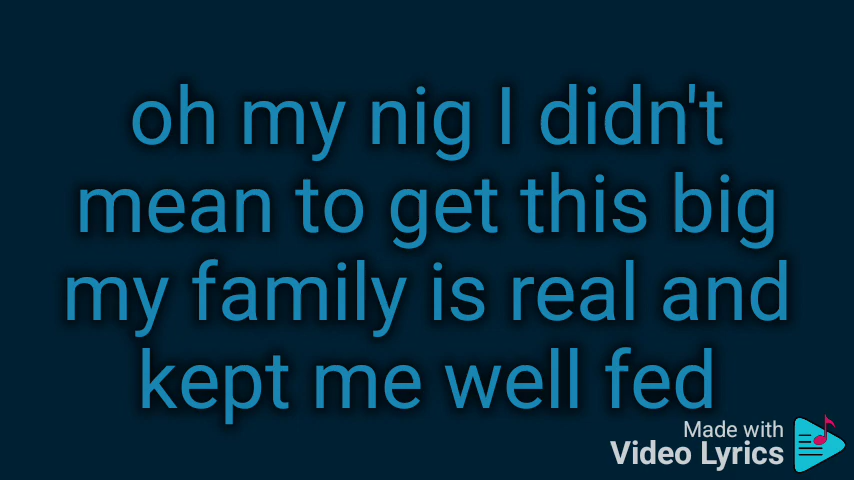 oh my nig I didn't
mean to get this big
my family is real and
kept me well fed
Made with
Video Lyrics